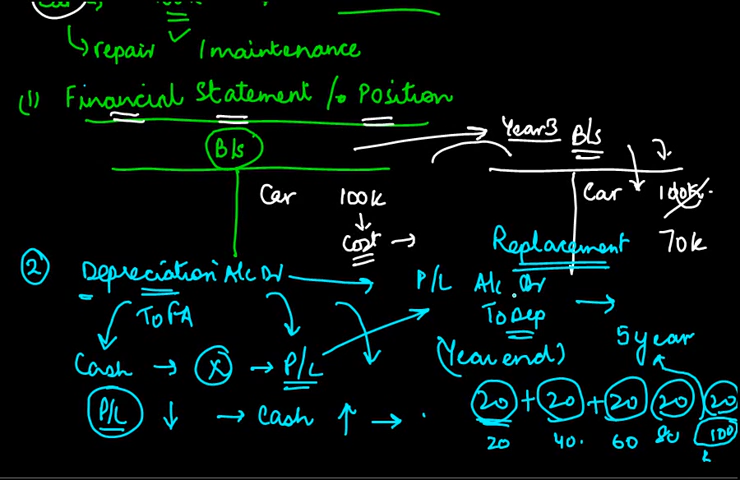 ↳ repair ✓ / maintenance
(1) Financial Statement /% Position
B/s
Car 100k
↓
Cost →
Year3 B/s
Car 100k.
70k
Replacement
(2) Depreciation A/c Dr → P/L A/c Dr →
To FA
To Dep
(Year end)
5 year
Cash → (X) → P/L
P/L ↓ → Cash ↑ → .
20 + 20 + 20 20 20
20 40. 60 80 100